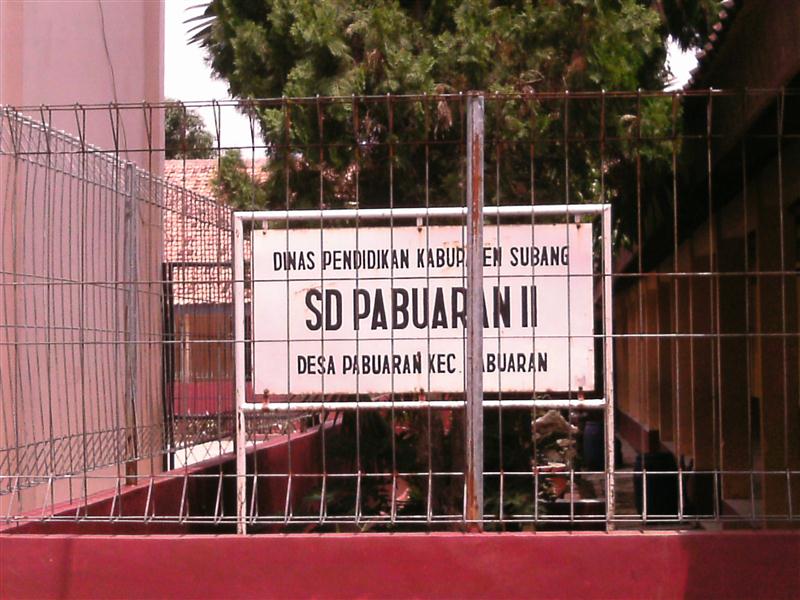 DINAS PENDIDIKAN KABUPATEN SUBANG
SD PABUARAN II
DESA PABUARAN KEC. PABUARAN